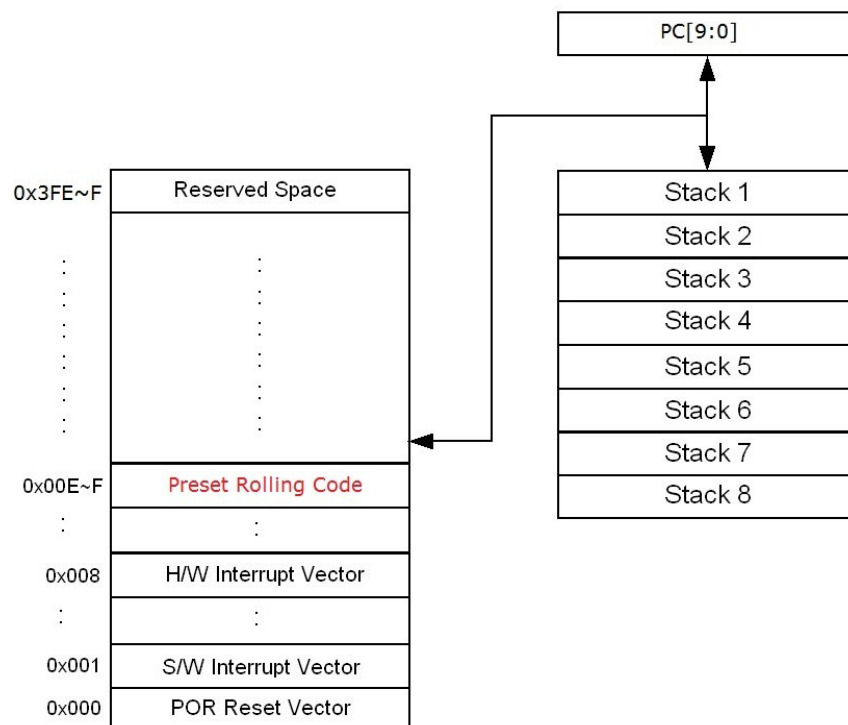 PC[9:0]
0x3FE~F Reserved Space
Stack 1
Stack 2
Stack 3
Stack 4
Stack 5
Stack 6
Stack 7
Stack 8
0x00E~F Preset Rolling Code
0x008 H/W Interrupt Vector
0x001 S/W Interrupt Vector
0x000 POR Reset Vector